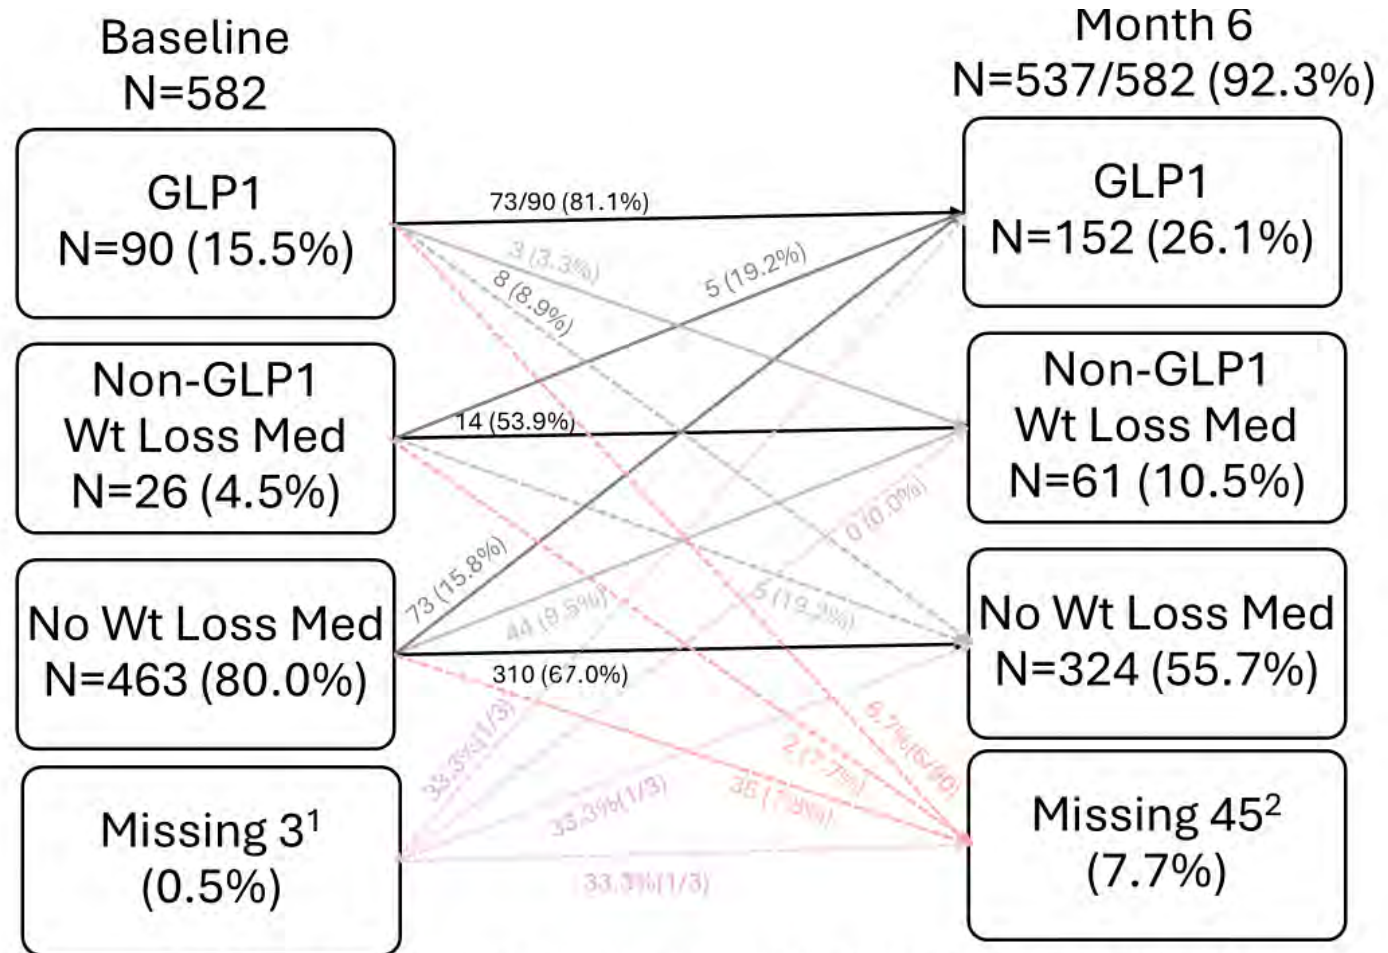 Baseline
N=582
Month 6
N=537/582 (92.3%)
GLP1
N=90 (15.5%)
GLP1
N=152 (26.1%)
Non-GLP1
Wt Loss Med
N=26 (4.5%)
Non-GLP1
Wt Loss Med
N=61 (10.5%)
No Wt Loss Med
N=463 (80.0%)
No Wt Loss Med
N=324 (55.7%)
Missing 3¹
(0.5%)
Missing 45²
(7.7%)
73/90 (81.1%)
3 (3.3%)
8 (8.9%)
5 (19.2%)
14 (53.9%)
0 (0.0%)
73 (15.8%)
44 (9.5%)
5 (19.2%)
310 (67.0%)
6.7%(6/90)
2 (7.7%)
33.3%(1/3)
33.3%(1/3)
33.3%(1/3)